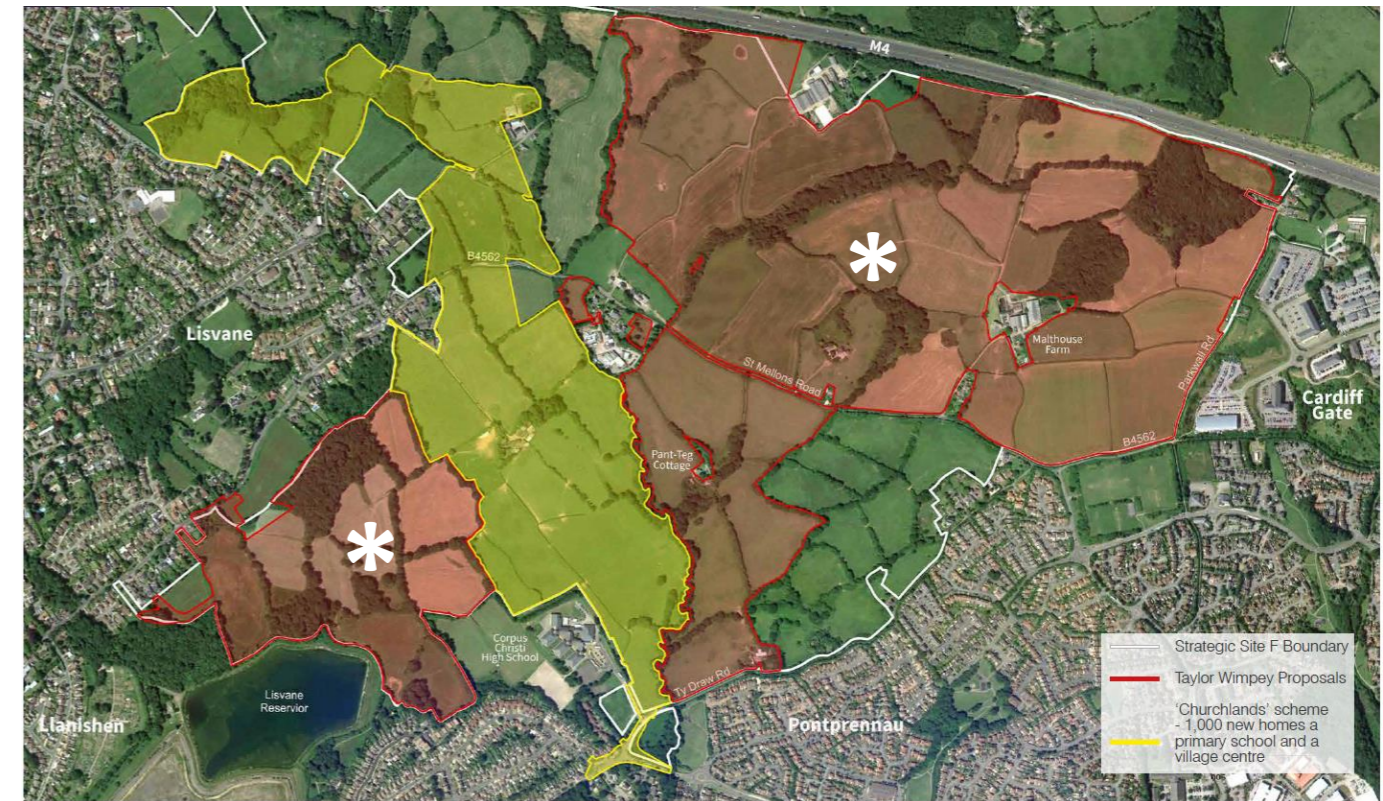 M4
B4562
Lisvane
St Mellons Road
Malthouse
Farm
Parkwall Rd
Cardiff
Gate
B4562
Pant-Teg
Cottage
Corpus
Christi
High School
Ty Draw Rd
Lisvane
Reservior
Llanishen
Pontprennau
Strategic Site F Boundary
Taylor Wimpey Proposals
'Churchlands' scheme
- 1,000 new homes a
primary school and a
village centre